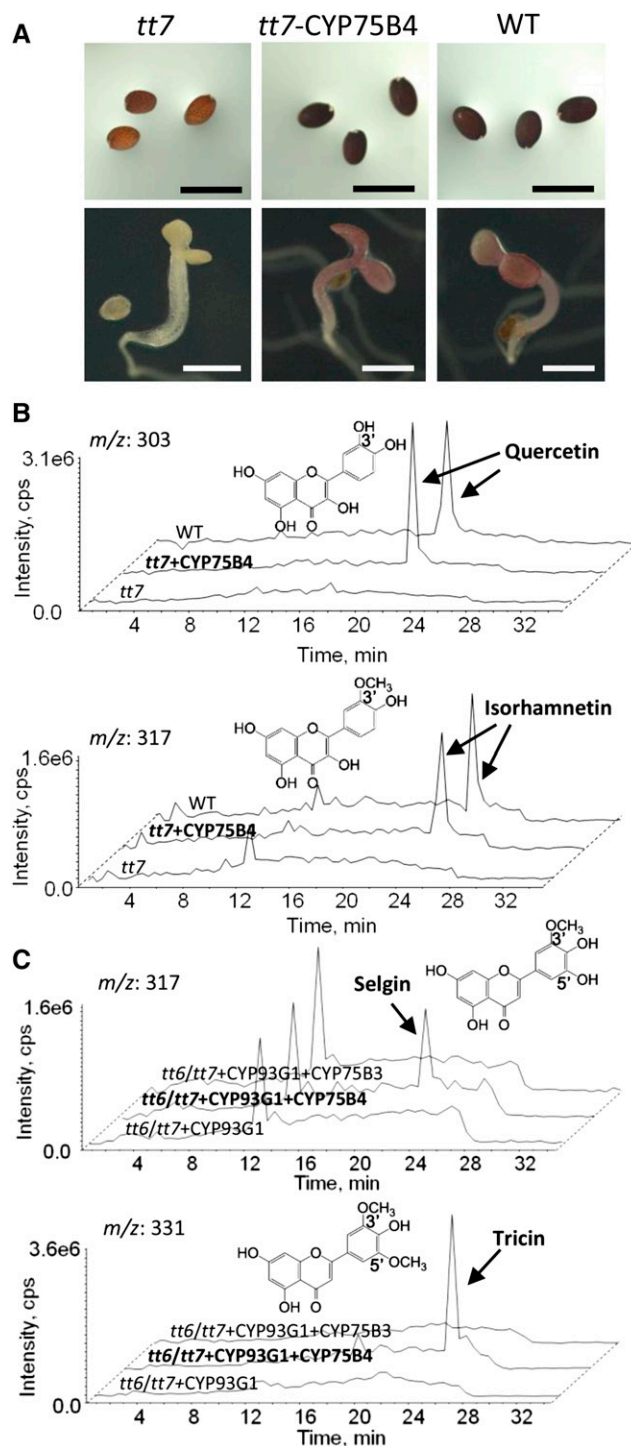 A
tt7
tt7-CYP75B4
WT
B
m/z: 303
OH
3'
OH
HO
O
OH
OH
O
Quercetin
3.1e6
Intensity, cps
0.0
WT
tt7+CYP75B4
tt7
4 8 12 16 20 24 28 32
Time, min
m/z: 317
OCH3
3'
OH
HO
O
OH
OH
O
Isorhamnetin
1.6e6
Intensity, cps
0.0
WT
tt7+CYP75B4
tt7
4 8 12 16 20 24 28 32
Time, min
C
m/z: 317
OCH3
3'
OH
HO
O
5'
OH
OH
O
Selgin
1.6e6
Intensity, cps
0.0
tt6/tt7+CYP93G1+CYP75B3
tt6/tt7+CYP93G1+CYP75B4
tt6/tt7+CYP93G1
4 8 12 16 20 24 28 32
Time, min
m/z: 331
OCH3
3'
OH
HO
O
5'
OCH3
OH
O
Tricin
3.6e6
Intensity, cps
0.0
tt6/tt7+CYP93G1+CYP75B3
tt6/tt7+CYP93G1+CYP75B4
tt6/tt7+CYP93G1
4 8 12 16 20 24 28 32
Time, min